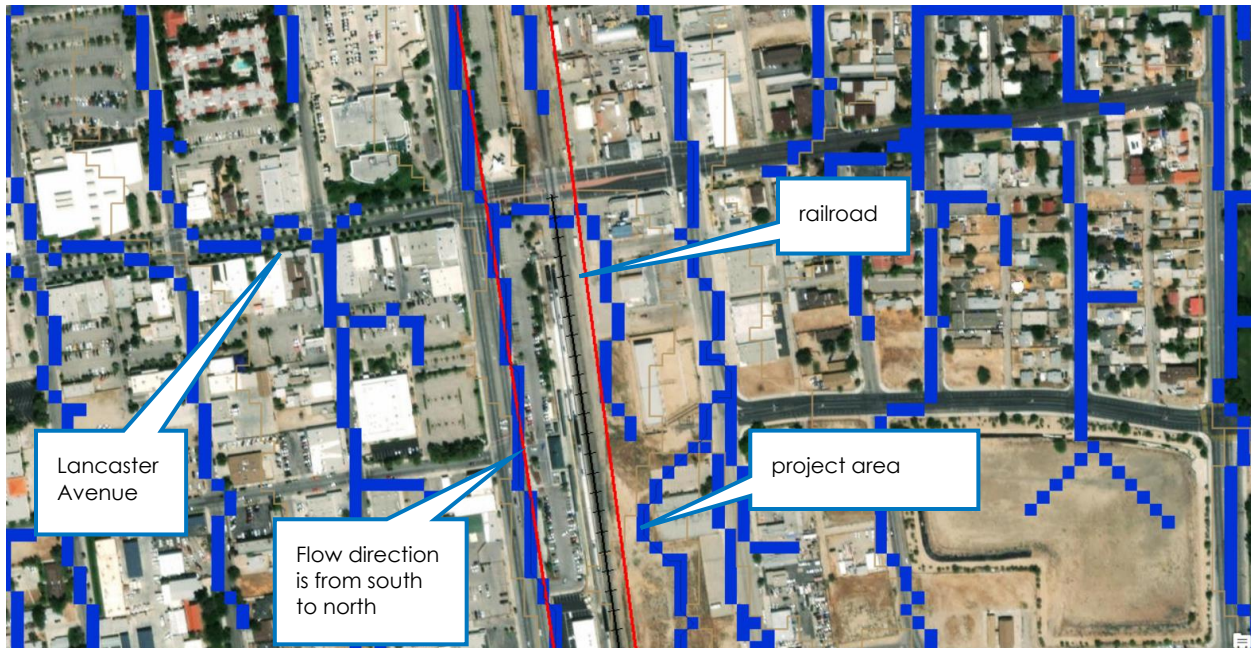 railroad
Lancaster
Avenue
project area
Flow direction
is from south
to north